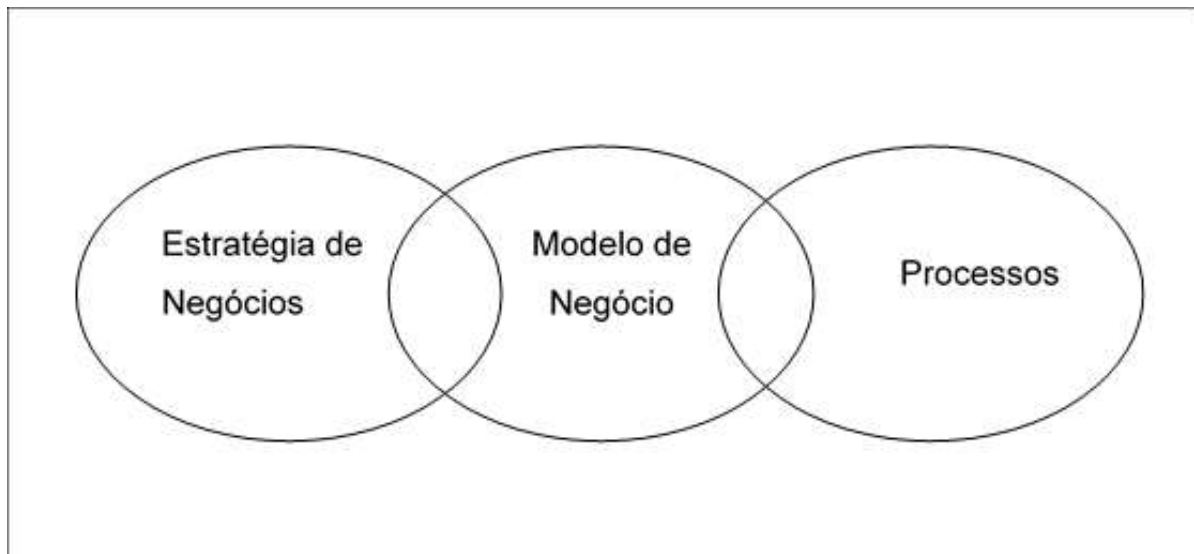 Estratégia de
Negócios
Modelo de
Negócio
Processos